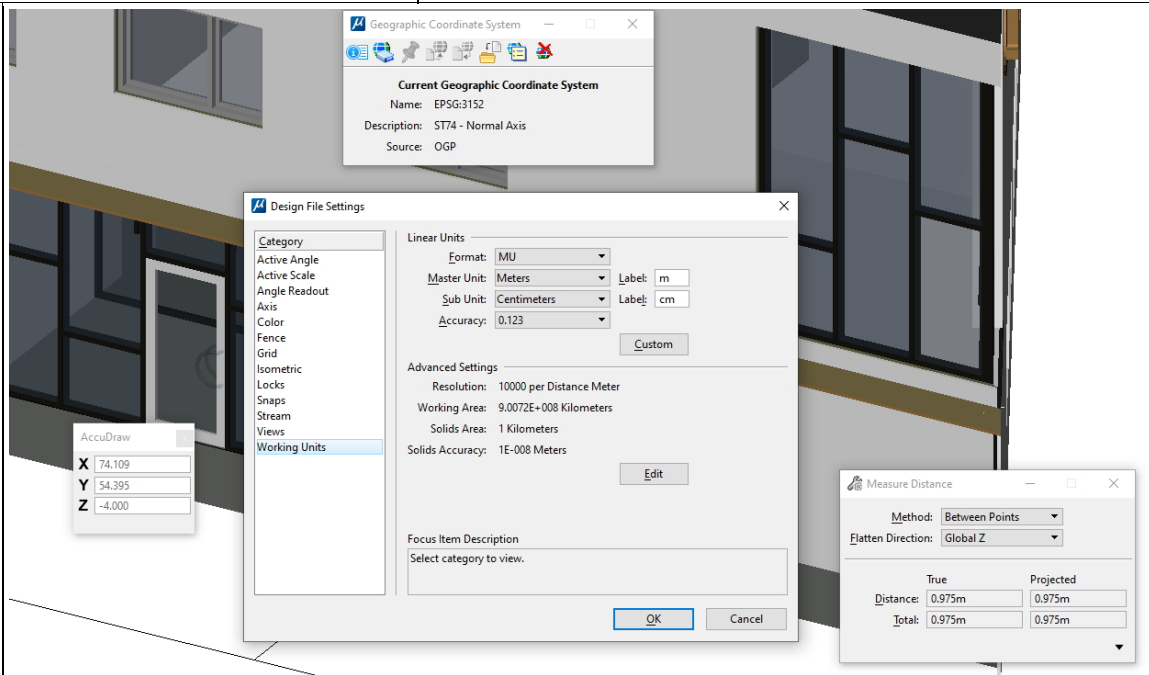 Geographic Coordinate System
Current Geographic Coordinate System
Name: EPSG:3152
Description: ST74 - Normal Axis
Source: OGP
Design File Settings
Category
Active Angle
Active Scale
Angle Readout
Axis
Color
Fence
Grid
Isometric
Locks
Snaps
Stream
Views
Working Units
Linear Units
Format: MU
Master Unit: Meters Label: m
Sub Unit: Centimeters Label: cm
Accuracy: 0.123
Custom
Advanced Settings
Resolution: 10000 per Distance Meter
Working Area: 9.0072E+008 Kilometers
Solids Area: 1 Kilometers
Solids Accuracy: 1E-008 Meters
Edit
Focus Item Description
Select category to view.
OK Cancel
AccuDraw
X 74.109
Y 54.395
Z -4.000
Measure Distance
Method: Between Points
Flatten Direction: Global Z
True Projected
Distance: 0.975m 0.975m
Total: 0.975m 0.975m